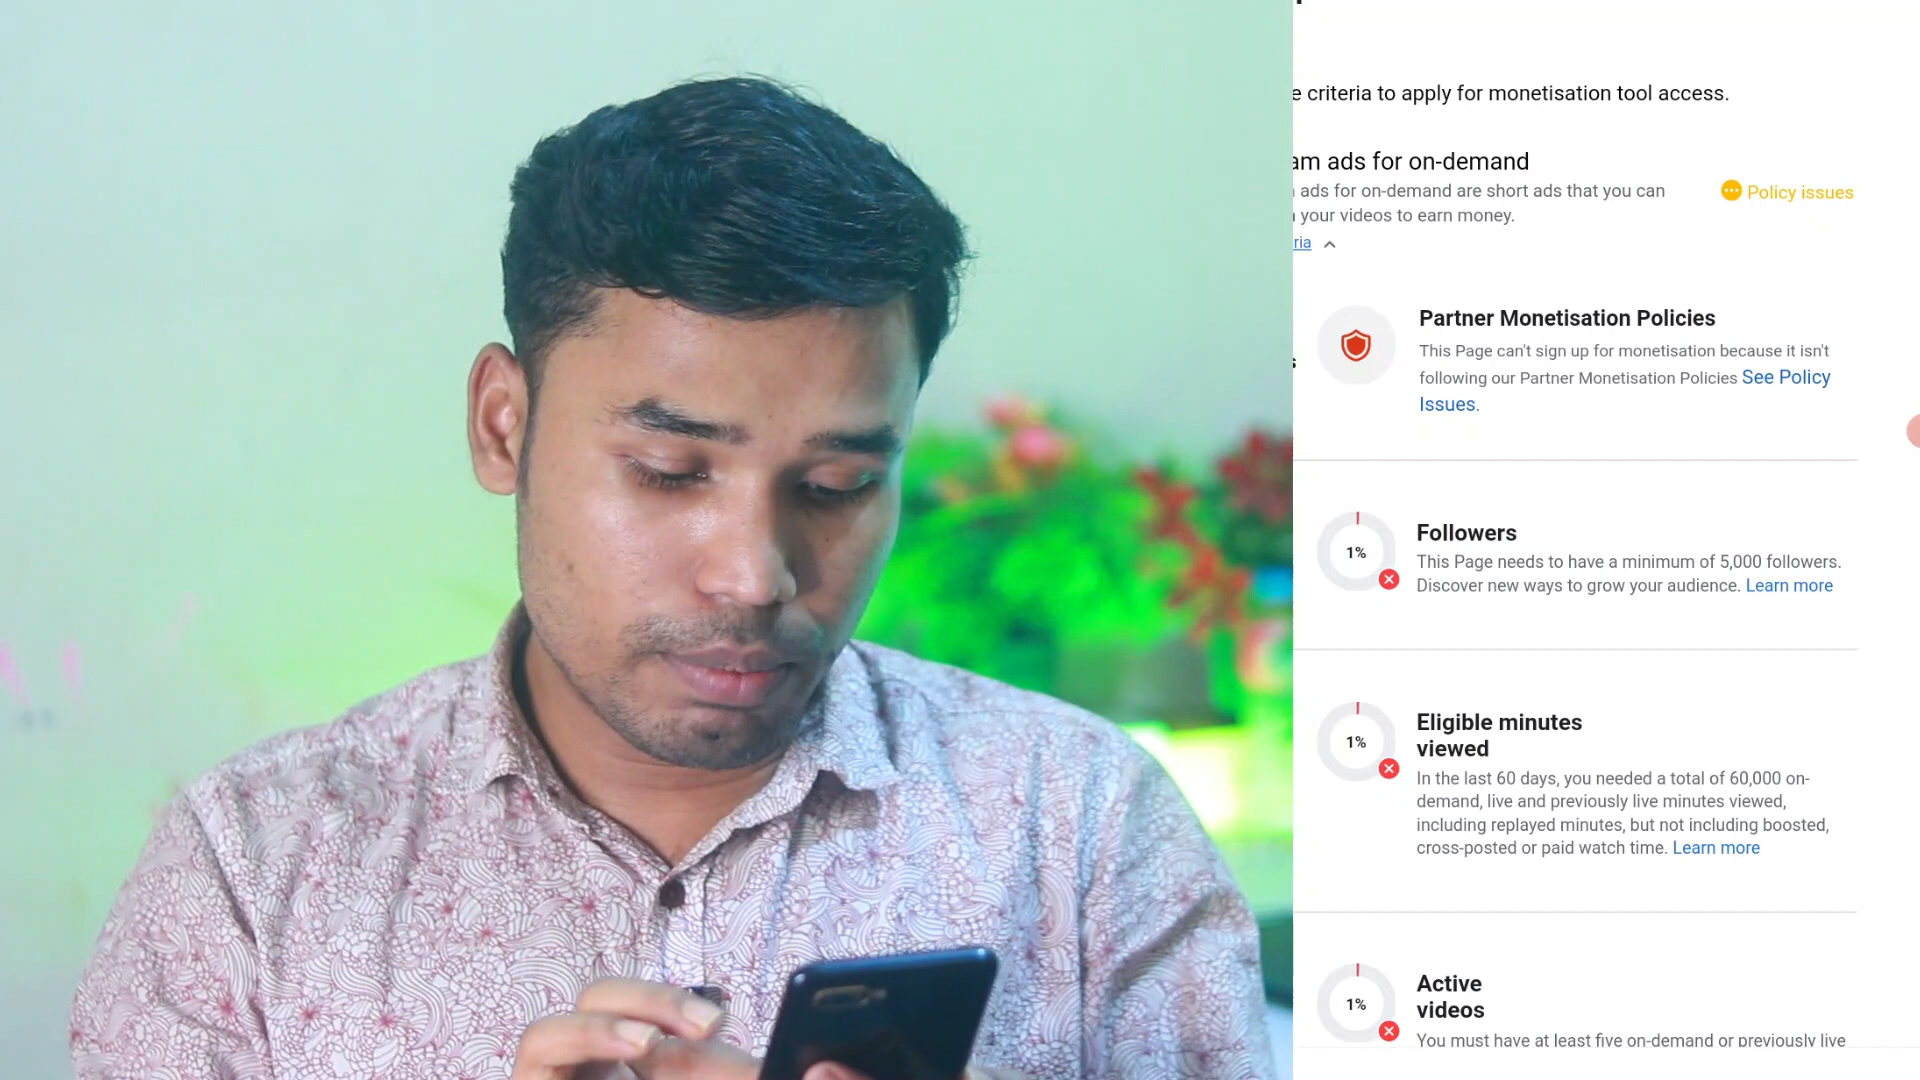 e criteria to apply for monetisation tool access.
am ads for on-demand
ads for on-demand are short ads that you can
your videos to earn money.
Policy issues
ria
Partner Monetisation Policies
This Page can't sign up for monetisation because it isn't
following our Partner Monetisation Policies See Policy
Issues.
1%
Followers
This Page needs to have a minimum of 5,000 followers.
Discover new ways to grow your audience. Learn more
1%
Eligible minutes
viewed
In the last 60 days, you needed a total of 60,000 on-
demand, live and previously live minutes viewed,
including replayed minutes, but not including boosted,
cross-posted or paid watch time. Learn more
1%
Active
videos
You must have at least five on-demand or previously live